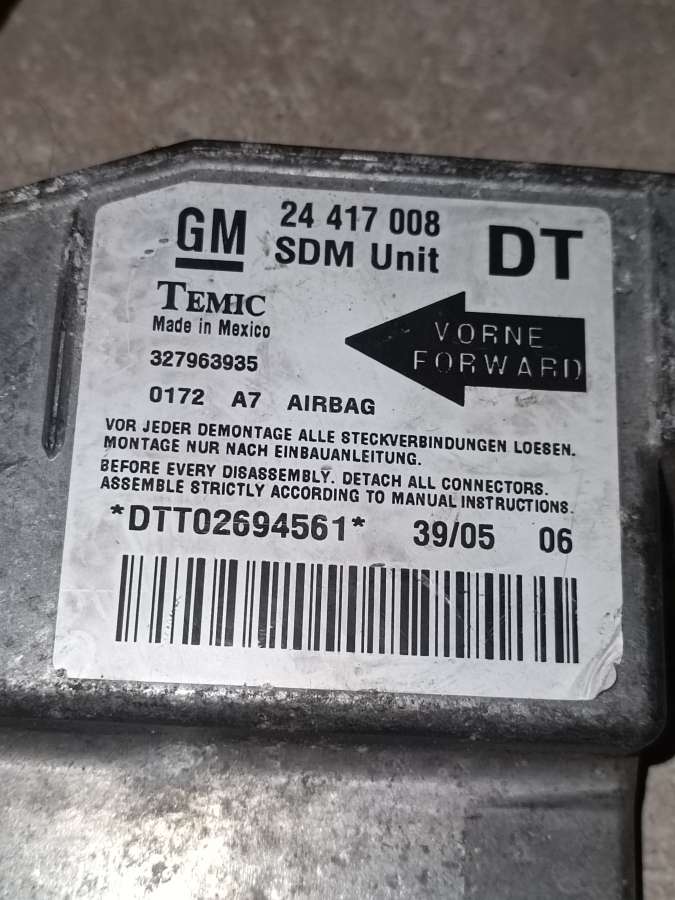 GM 24 417 008 DT
SDM Unit
TEMIC
Made in Mexico
VORNE
FORWARD
327963935
0172 A7 AIRBAG
VOR JEDER DEMONTAGE ALLE STECKVERBINDUNGEN LOESEN.
MONTAGE NUR NACH EINBAUANLEITUNG.
BEFORE EVERY DISASSEMBLY. DETACH ALL CONNECTORS.
ASSEMBLE STRICTLY ACCORDING TO MANUAL INSTRUCTIONS.
*DTT02694561* 39/05 06